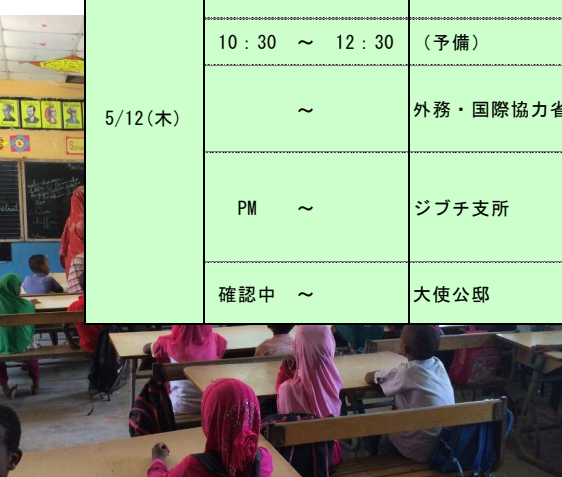 10：30 ～ 12：30 （予備）
5/12(木)
～ 外務・国際協力省
PM ～ ジブチ支所
確認中 ～ 大使公邸